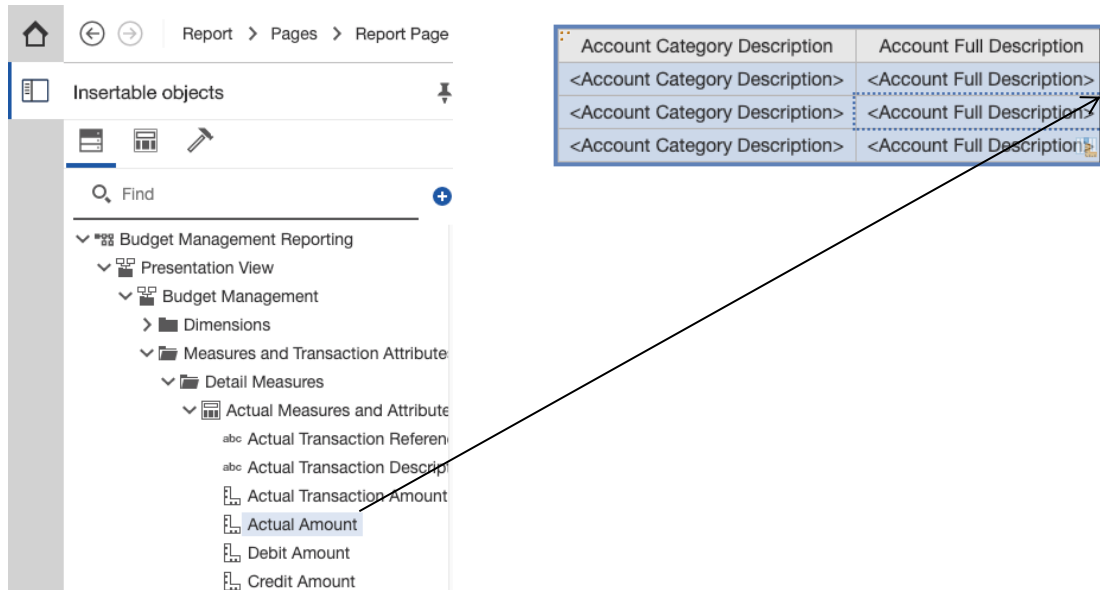 Report > Pages > Report Page
Insertable objects
Find
Budget Management Reporting
Presentation View
Budget Management
Dimensions
Measures and Transaction Attribute
Detail Measures
Actual Measures and Attribute
abc Actual Transaction Referen
abc Actual Transaction Descrip
Actual Transaction Amount
Actual Amount
Debit Amount
Credit Amount
Account Category Description Account Full Description
<Account Category Description> <Account Full Description>
<Account Category Description> <Account Full Description>
<Account Category Description> <Account Full Description>